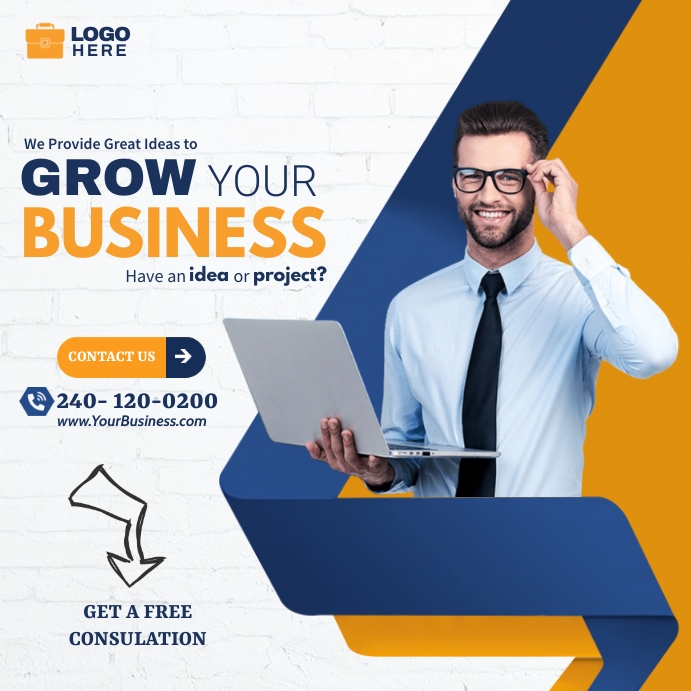 LOGO
HERE
We Provide Great Ideas to
GROW YOUR
BUSINESS
Have an idea or project?
CONTACT US
240- 120-0200
www.YourBusiness.com
GET A FREE
CONSULATION